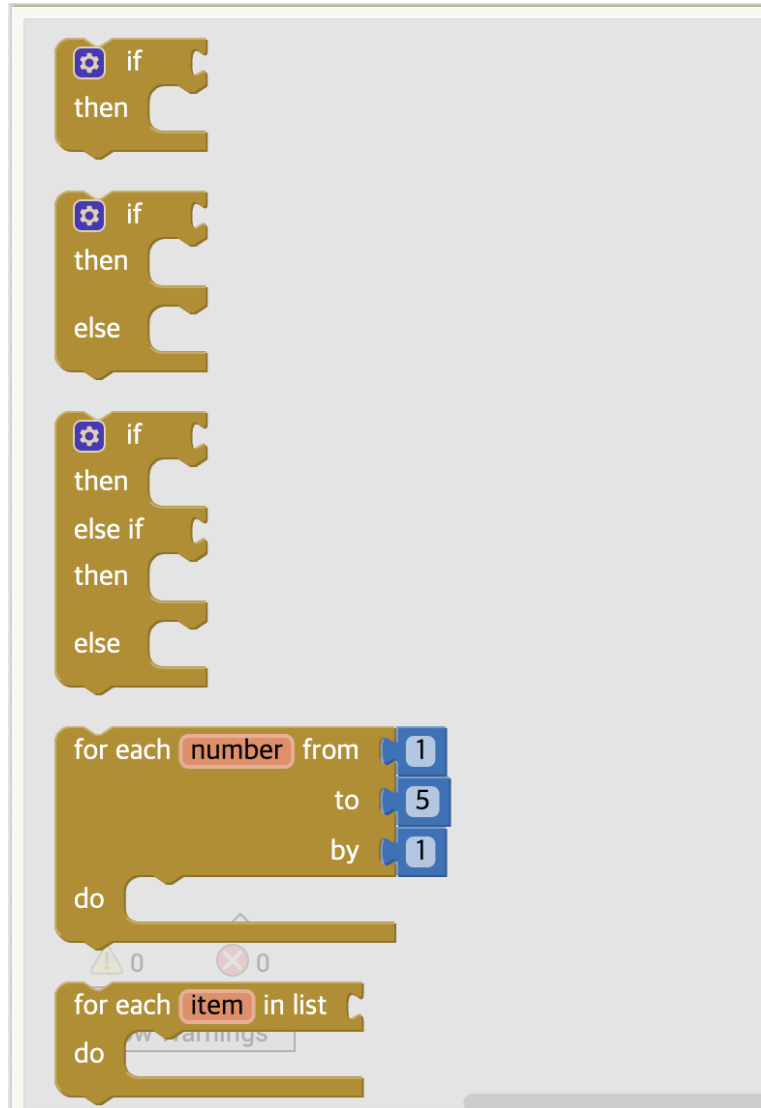 if
then
if
then
else
if
then
else if
then
else
for each number from 1
to 5
by 1
do
0 0
for each item in list
Warnings
do